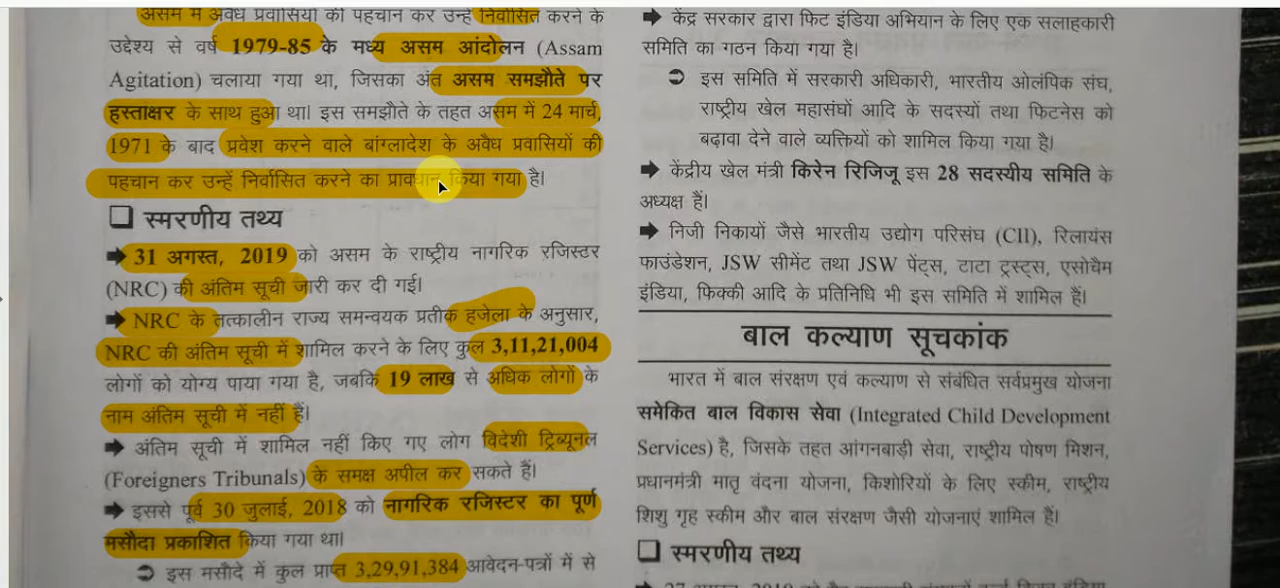 असम में अवैध प्रवासियों की पहचान कर उन्हें निर्वासित करने के
उद्देश्य से वर्ष 1979-85 के मध्य असम आंदोलन (Assam
Agitation) चलाया गया था, जिसका अंत असम समझौते पर
हस्ताक्षर के साथ हुआ था। इस समझौते के तहत असम में 24 मार्च,
1971 के बाद प्रवेश करने वाले बांग्लादेश के अवैध प्रवासियों की
पहचान कर उन्हें निर्वासित करने का प्रावधान किया गया है।
❑ स्मरणीय तथ्य
➡ 31 अगस्त, 2019 को असम के राष्ट्रीय नागरिक रजिस्टर
(NRC) की अंतिम सूची जारी कर दी गई।
➡ NRC के तत्कालीन राज्य समन्वयक प्रतीक हजेला के अनुसार,
NRC की अंतिम सूची में शामिल करने के लिए कुल 3,11,21,004
लोगों को योग्य पाया गया है, जबकि 19 लाख से अधिक लोगों के
नाम अंतिम सूची में नहीं हैं।
➡ अंतिम सूची में शामिल नहीं किए गए लोग विदेशी ट्रिब्यूनल
(Foreigners Tribunals) के समक्ष अपील कर सकते हैं।
➡ इससे पूर्व 30 जुलाई, 2018 को नागरिक रजिस्टर का पूर्ण
मसौदा प्रकाशित किया गया था।
➲ इस मसौदे में कुल प्राप्त 3,29,91,384 आवेदन-पत्रों में से
➡ केंद्र सरकार द्वारा फिट इंडिया अभियान के लिए एक सलाहकारी
समिति का गठन किया गया है।
➲ इस समिति में सरकारी अधिकारी, भारतीय ओलंपिक संघ,
राष्ट्रीय खेल महासंघों आदि के सदस्यों तथा फिटनेस को
बढ़ावा देने वाले व्यक्तियों को शामिल किया गया है।
➡ केंद्रीय खेल मंत्री किरेन रिजिजू इस 28 सदस्यीय समिति के
अध्यक्ष हैं।
➡ निजी निकायों जैसे भारतीय उद्योग परिसंघ (CII), रिलायंस
फाउंडेशन, JSW सीमेंट तथा JSW पेंट्स, टाटा ट्रस्ट्स, एसोचैम
इंडिया, फिक्की आदि के प्रतिनिधि भी इस समिति में शामिल हैं।
बाल कल्याण सूचकांक
भारत में बाल संरक्षण एवं कल्याण से संबंधित सर्वप्रमुख योजना
समेकित बाल विकास सेवा (Integrated Child Development
Services) है, जिसके तहत आंगनबाड़ी सेवा, राष्ट्रीय पोषण मिशन,
प्रधानमंत्री मातृ वंदना योजना, किशोरियों के लिए स्कीम, राष्ट्रीय
शिशु गृह स्कीम और बाल संरक्षण जैसी योजनाएं शामिल हैं।
❑ स्मरणीय तथ्य